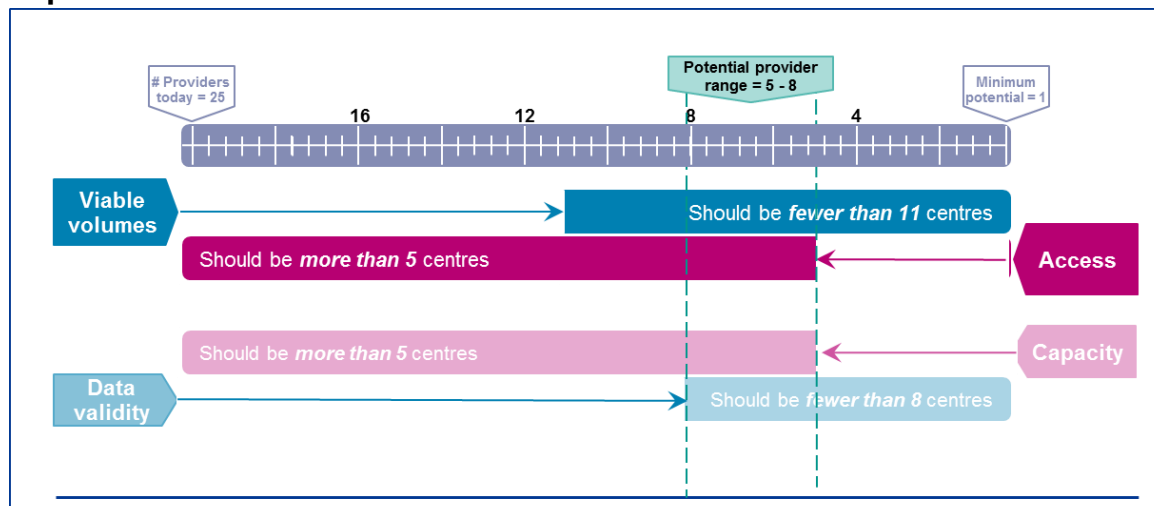 # Providers
today = 25
Potential provider
range = 5 - 8
Minimum
potential = 1
16
12
8
4
Viable
volumes
Should be fewer than 11 centres
Should be more than 5 centres
Access
Should be more than 5 centres
Capacity
Data
validity
Should be fewer than 8 centres